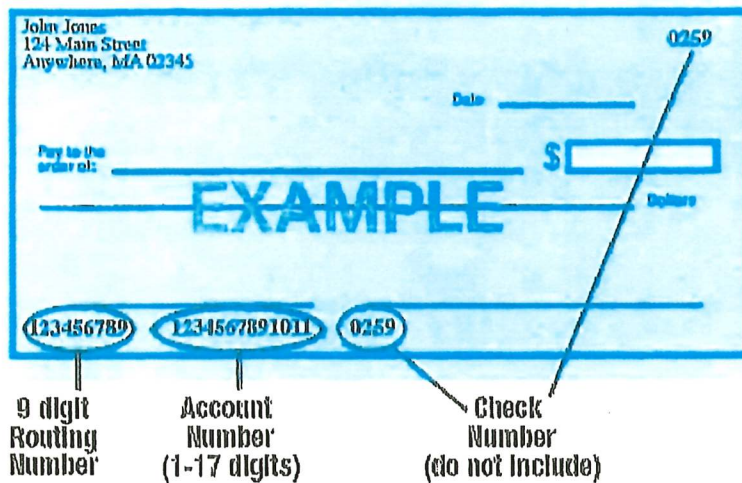 John Jones
124 Main Street
Anywhere, MA 02345
0259
Date
Pay to the
order of:
$
EXAMPLE
Dollars
123456789
1234567891011
0259
9 digit
Routing
Number
Account
Number
(1-17 digits)
Check
Number
(do not include)